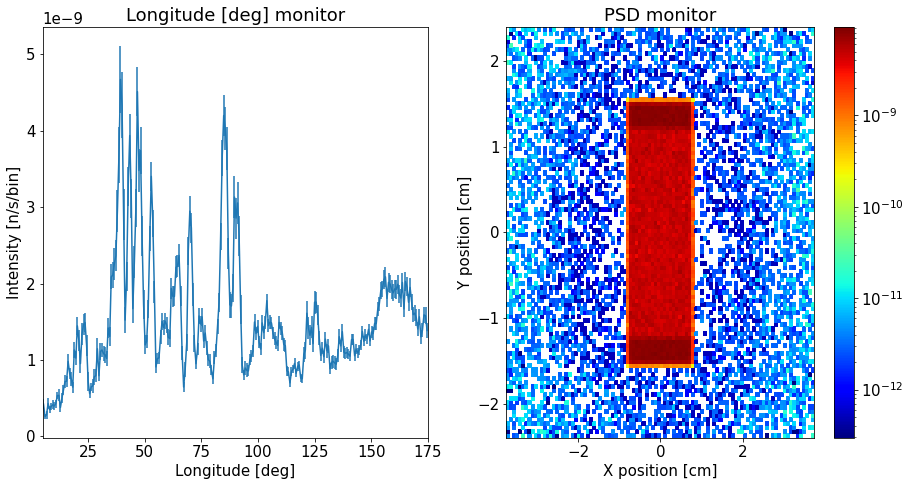 Longitude [deg] monitor
1e−9
Intensity [n/s/bin]
5
4
3
2
1
0
25 50 75 100 125 150 175
Longitude [deg]
PSD monitor
Y position [cm]
2
1
0
−1
−2
−2 0 2
X position [cm]
10−9
10−10
10−11
10−12